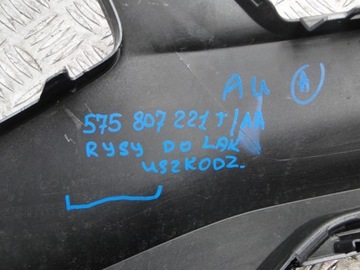 AU A
575 807 221 T/AA
RYSY DO LAK
USZKODZ.